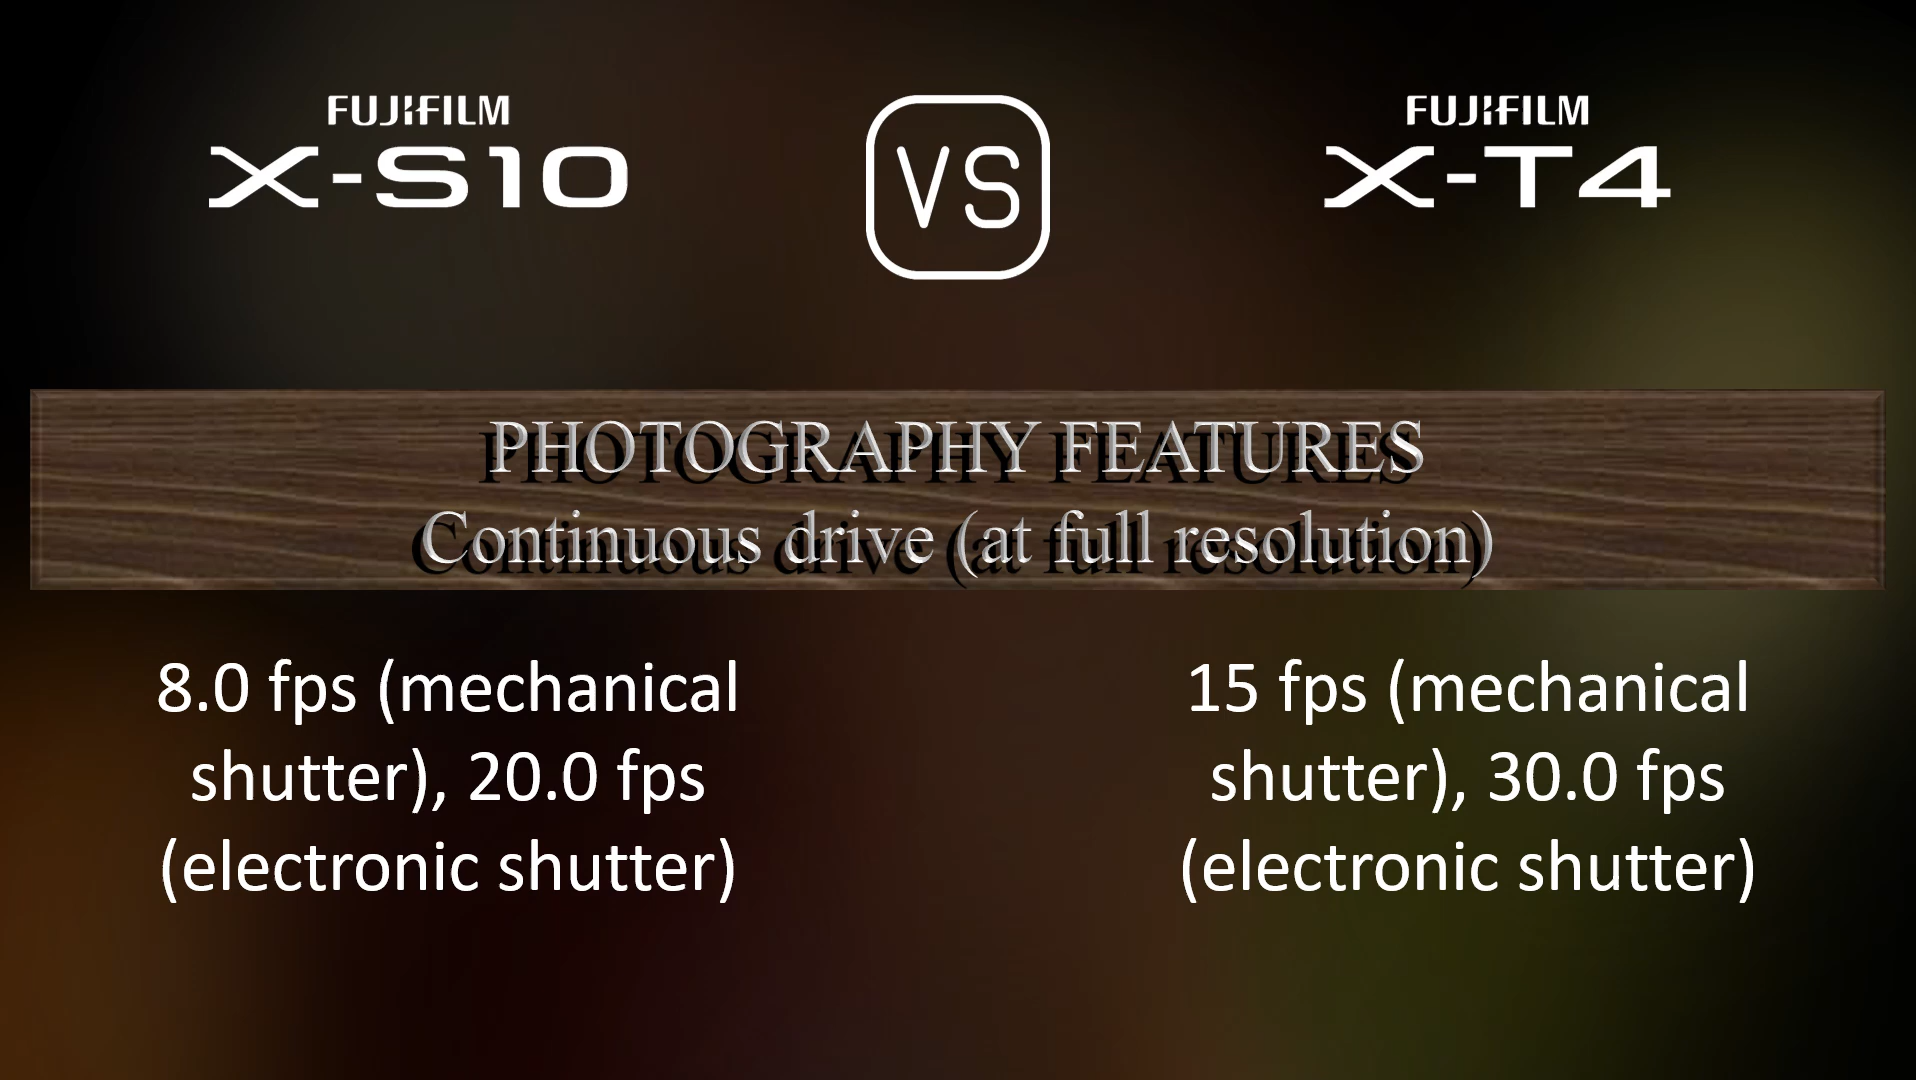 FUJIFILM
X-S10
VS
FUJIFILM
X-T4
PHOTOGRAPHY FEATURES
Continuous drive (at full resolution)
8.0 fps (mechanical
shutter), 20.0 fps
(electronic shutter)
15 fps (mechanical
shutter), 30.0 fps
(electronic shutter)